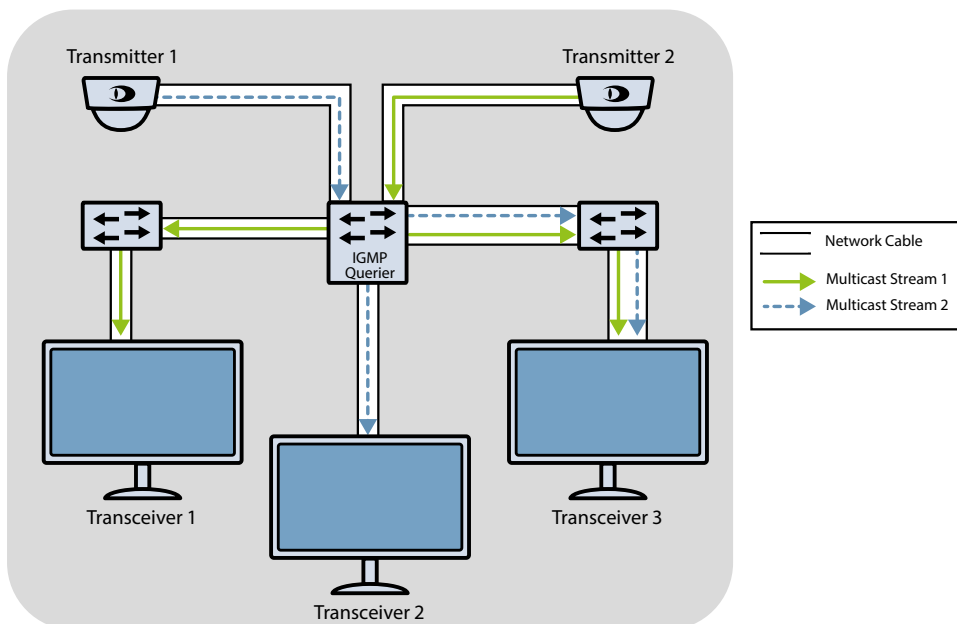 Transmitter 1
Transmitter 2
IGMP
Querier
Network Cable
Multicast Stream 1
Multicast Stream 2
Transceiver 1
Transceiver 3
Transceiver 2